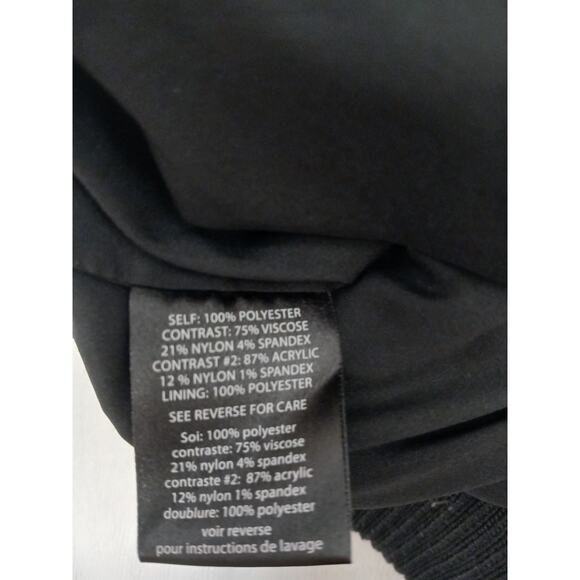 SELF: 100% POLYESTER
CONTRAST: 75% VISCOSE
21% NYLON 4% SPANDEX
CONTRAST #2: 87% ACRYLIC
12 % NYLON 1% SPANDEX
LINING: 100% POLYESTER
SEE REVERSE FOR CARE
Soi: 100% polyester
contraste: 75% viscose
21% nylon 4% spandex
contraste #2: 87% acrylic
12% nylon 1% spandex
doublure: 100% polyester
voir reverse
pour instructions de lavage